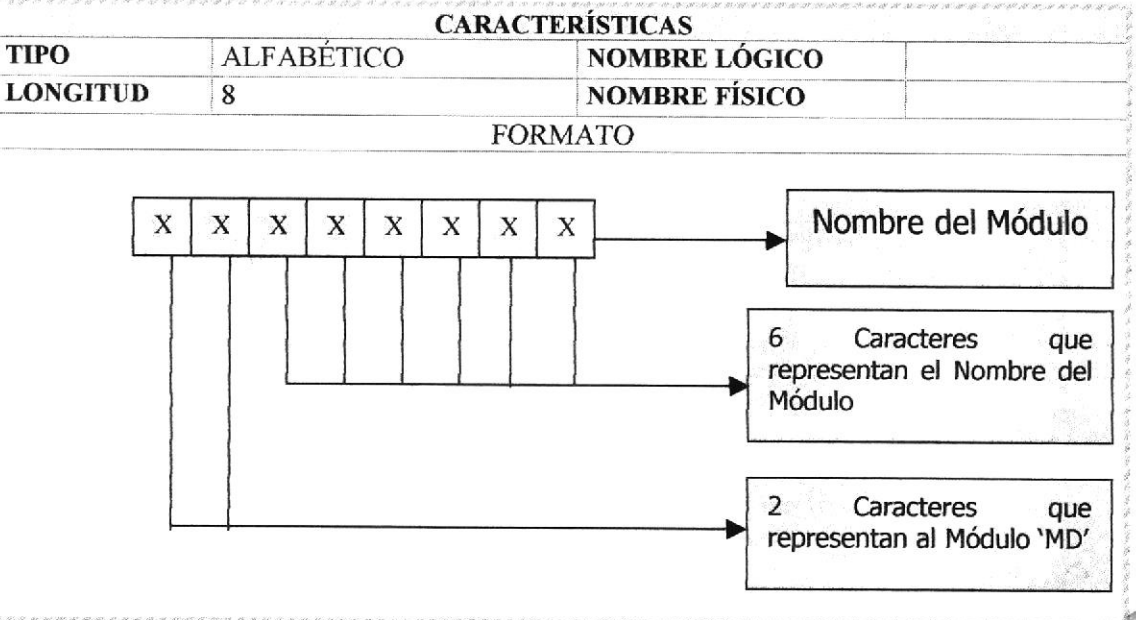 CARACTERÍSTICAS
TIPO ALFABÉTICO NOMBRE LÓGICO
LONGITUD 8 NOMBRE FÍSICO
FORMATO
X X X X X X X X
Nombre del Módulo
6 Caracteres que
representan el Nombre del
Módulo
2 Caracteres que
representan al Módulo ‘MD’